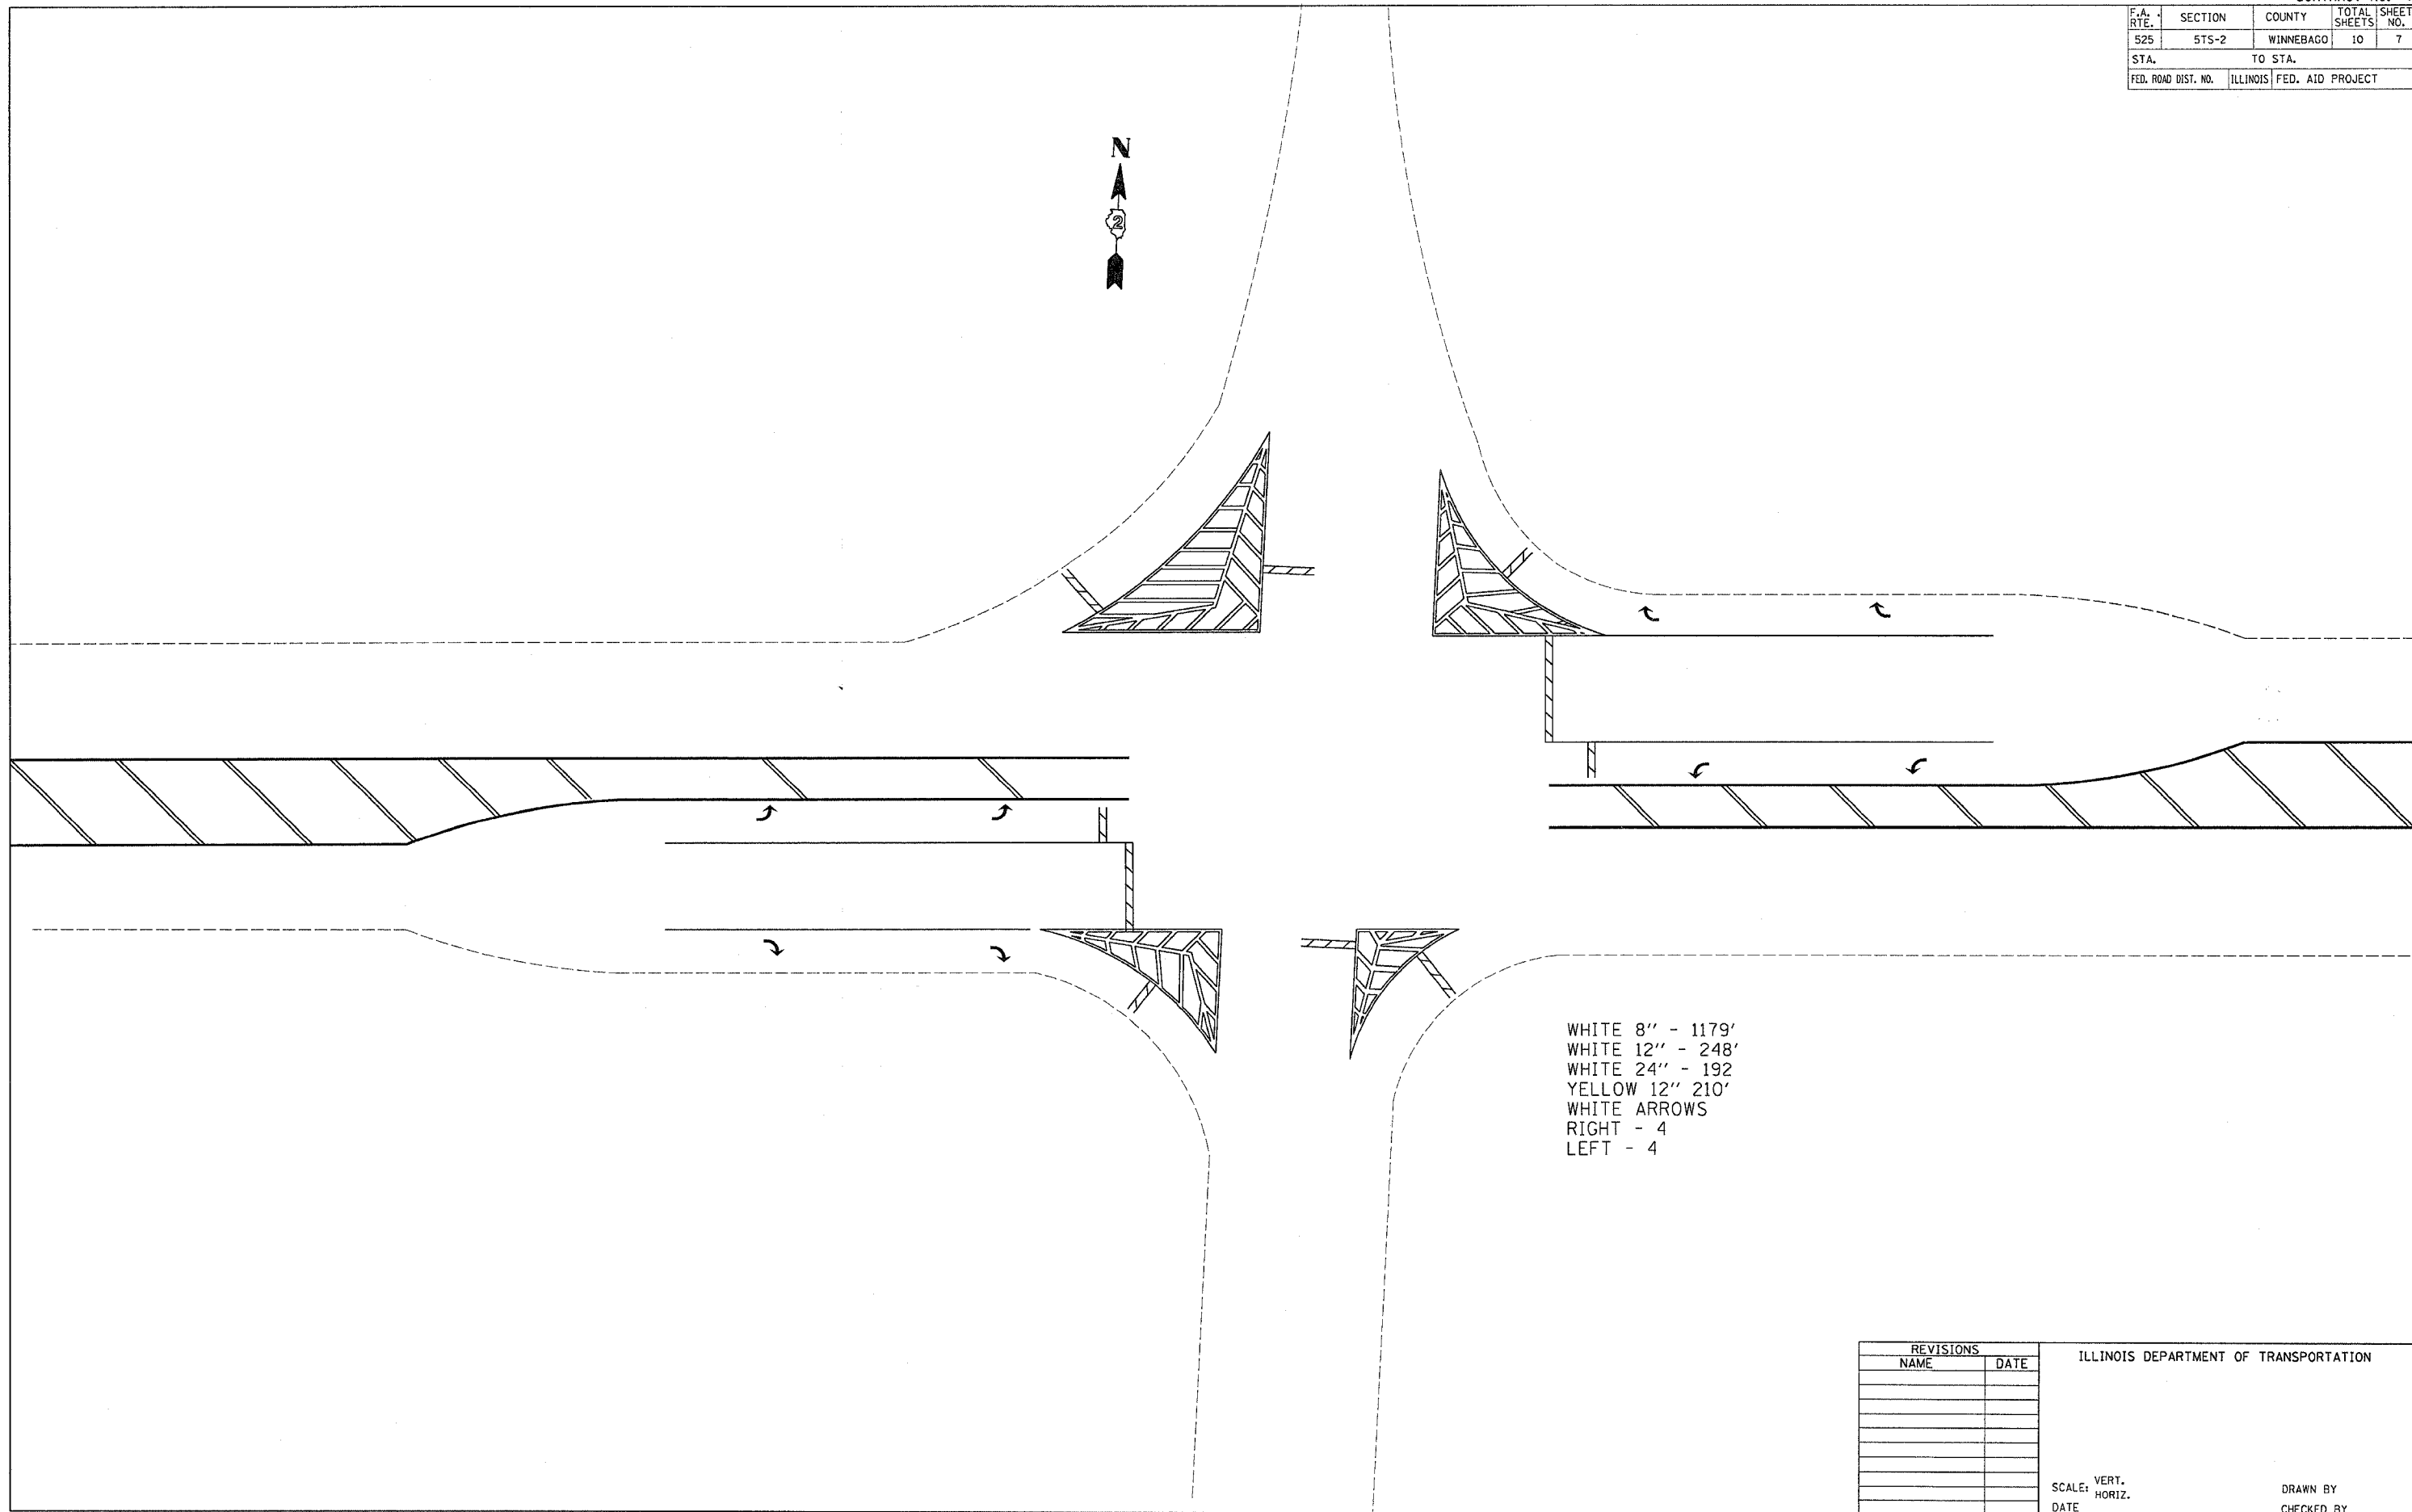 F.A. RTE. SECTION COUNTY TOTAL SHEETS SHEET NO.
525 5TS-2 WINNEBAGO 10 7
STA. TO STA.
FED. ROAD DIST. NO. ILLINOIS FED. AID PROJECT
N
2
WHITE 8" - 1179'
WHITE 12" - 248'
WHITE 24" - 192
YELLOW 12" 210'
WHITE ARROWS
RIGHT - 4
LEFT - 4
REVISIONS
NAME DATE
ILLINOIS DEPARTMENT OF TRANSPORTATION
SCALE: VERT.
HORIZ.
DATE
DRAWN BY
CHECKED BY